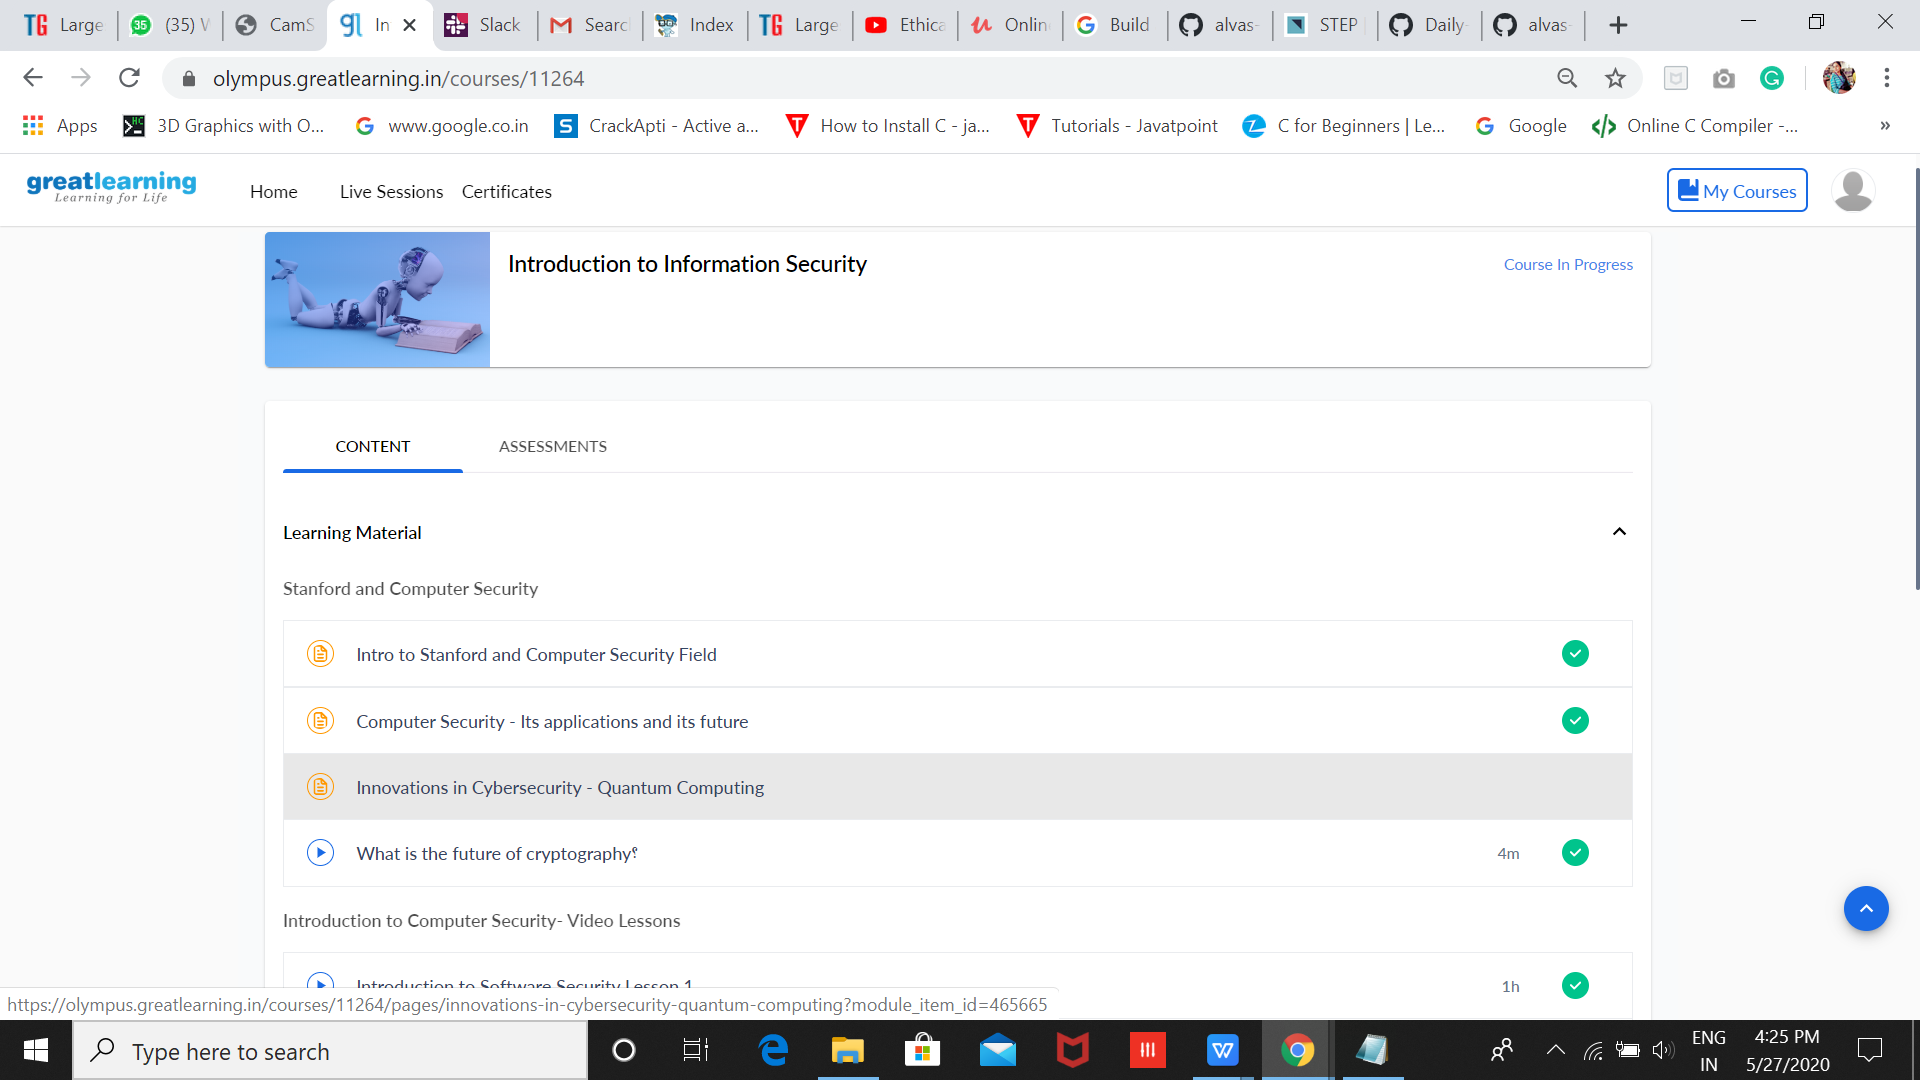 Large
(35) W
CamS
In
Slack
Searc
Index
Large
Ethica
Onlin
Build
alvas-
STEP
Daily-
alvas-
olympus.greatlearning.in/courses/11264
Apps
3D Graphics with O...
www.google.co.in
CrackApti - Active a...
How to Install C - ja...
Tutorials - Javatpoint
C for Beginners | Le...
Google
Online C Compiler -...
»
greatlearning
Learning for Life
Home
Live Sessions
Certificates
My Courses
Introduction to Information Security
Course In Progress
CONTENT
ASSESSMENTS
Learning Material
Stanford and Computer Security
Intro to Stanford and Computer Security Field
Computer Security - Its applications and its future
Innovations in Cybersecurity - Quantum Computing
What is the future of cryptography؟
4m
Introduction to Computer Security- Video Lessons
Introduction to Software Security Lesson 1
1h
https://olympus.greatlearning.in/courses/11264/pages/innovations-in-cybersecurity-quantum-computing?module_item_id=465665
Type here to search
ENG
IN
4:25 PM
5/27/2020